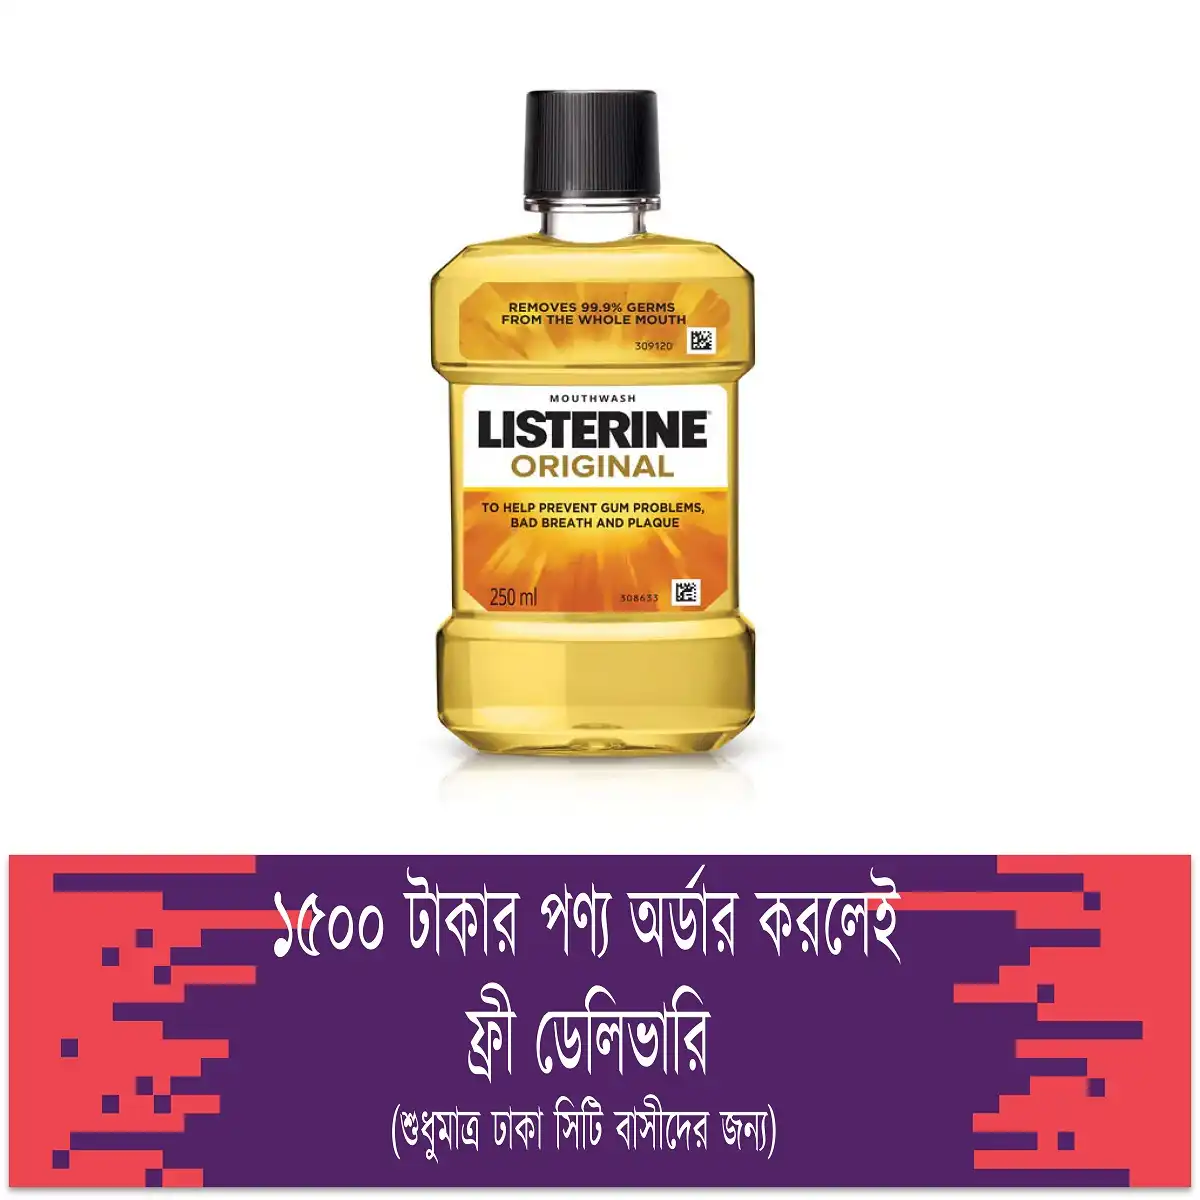 REMOVES 99.9% GERMS
FROM THE WHOLE MOUTH
309120
MOUTHWASH
LISTERINE®
ORIGINAL
TO HELP PREVENT GUM PROBLEMS,
BAD BREATH AND PLAQUE
250 ml
308633
১৫০০ টাকার পণ্য অর্ডার করলেই
ফ্রী ডেলিভারি
(শুধুমাত্র ঢাকা সিটি বাসীদের জন্য)